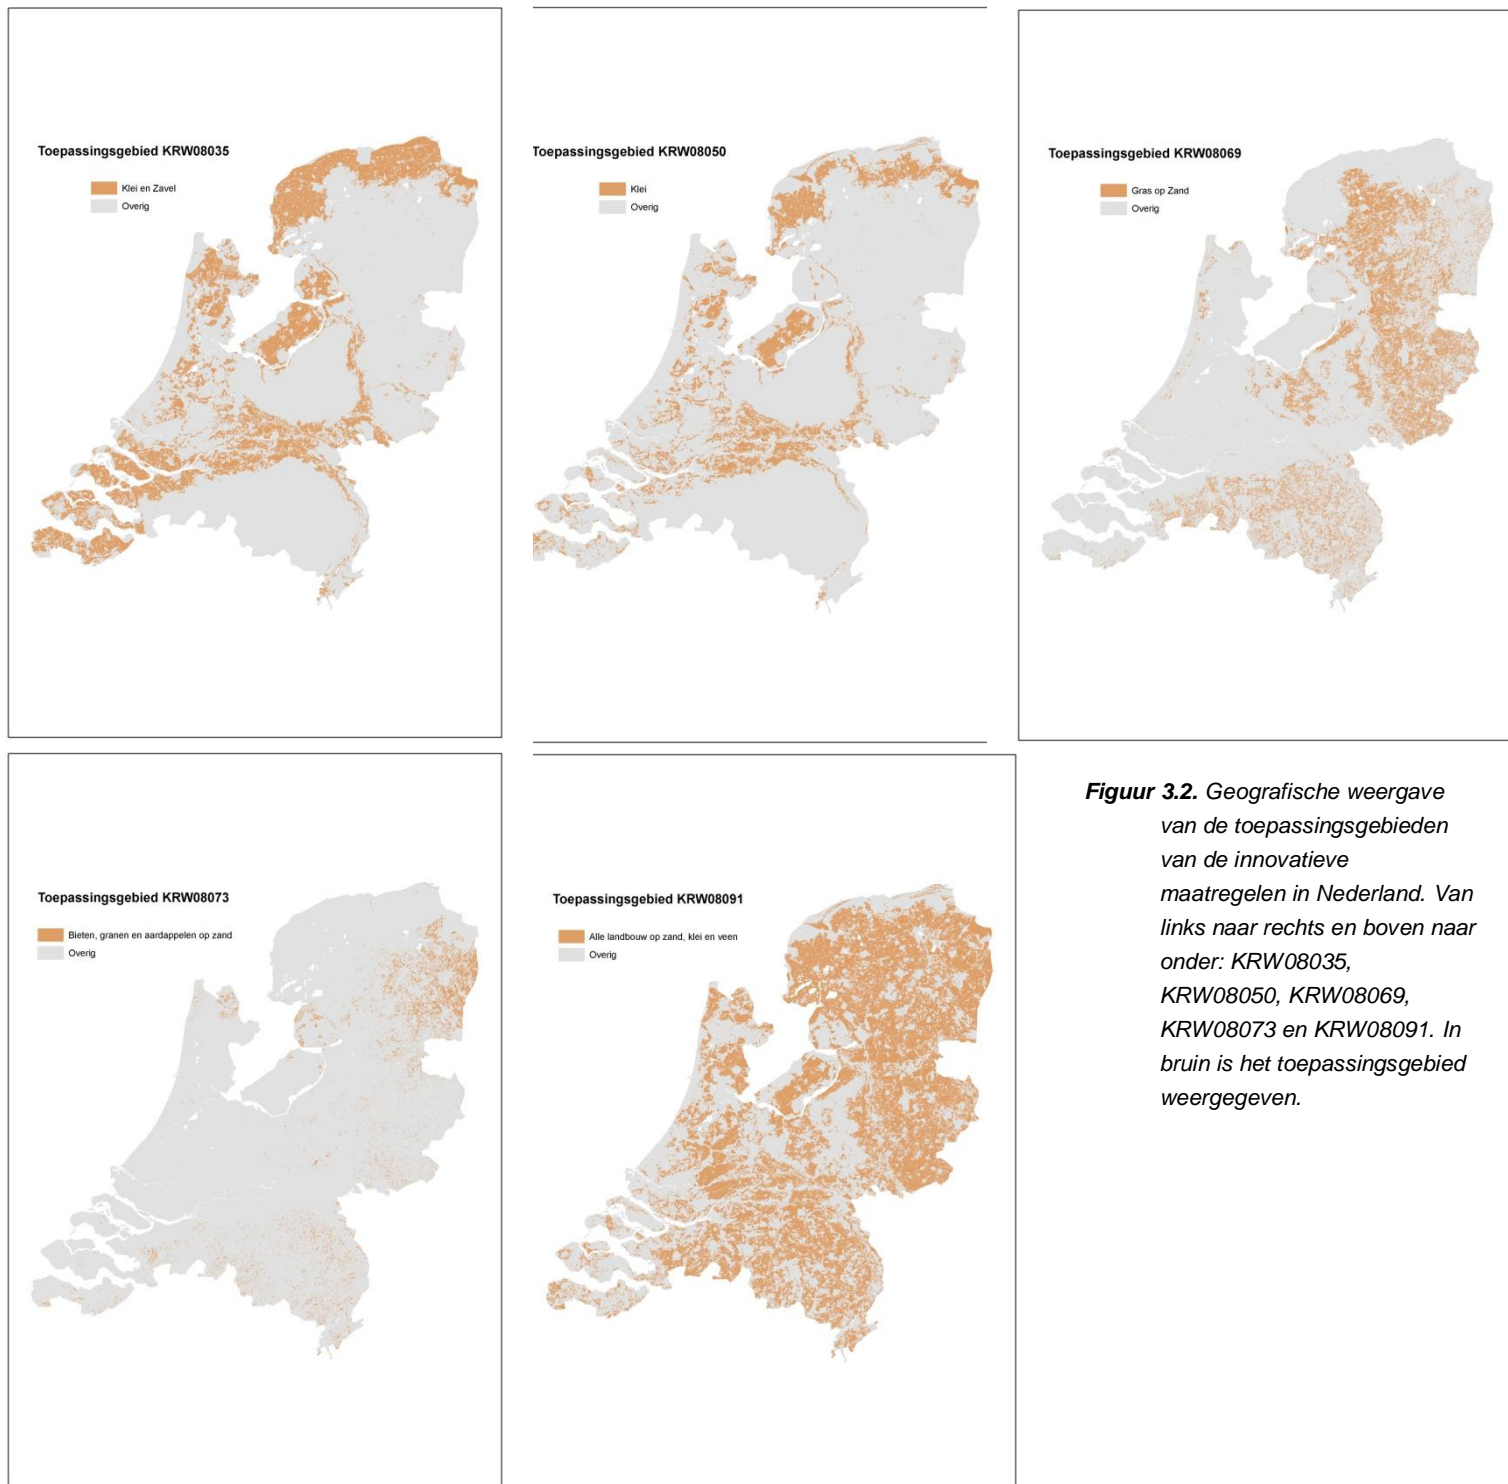 Toepassingsgebied KRW08035
Klei en Zavel
Overig
Toepassingsgebied KRW08050
Klei
Overig
Toepassingsgebied KRW08069
Gras op Zand
Overig
Toepassingsgebied KRW08073
Bieten, granen en aardappelen op zand
Overig
Toepassingsgebied KRW08091
Alle landbouw op zand, klei en veen
Overig
Figuur 3.2. Geografische weergave
van de toepassingsgebieden
van de innovatieve
maatregelen in Nederland. Van
links naar rechts en boven naar
onder: KRW08035,
KRW08050, KRW08069,
KRW08073 en KRW08091. In
bruin is het toepassingsgebied
weergegeven.